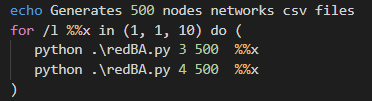 echo Generates 500 nodes networks csv files
for /l %%x in (1, 1, 10) do (
python .\redBA.py 3 500 %%x
python .\redBA.py 4 500 %%x
)